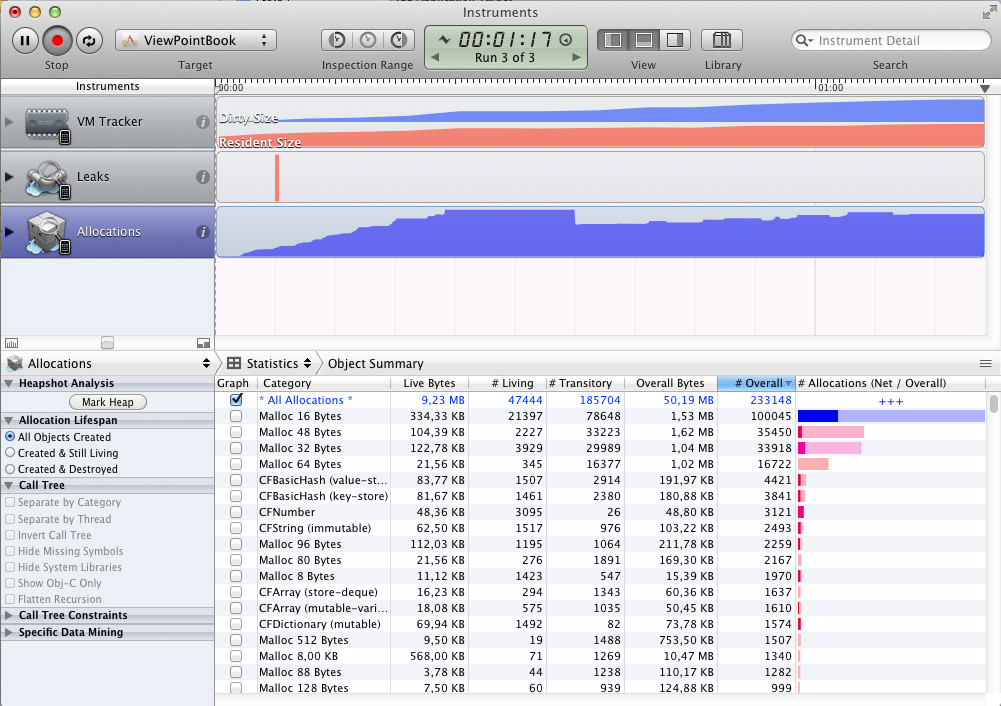 Instruments
ViewPointBook
00:01:17
Run 3 of 3
Instrument Detail
Stop Target Inspection Range View Library Search
Instruments
00:00 01:00
VM Tracker
Dirty Size
Resident Size
Leaks
Allocations
Allocations Statistics Object Summary
Heapshot Analysis
Mark Heap
Allocation Lifespan
All Objects Created
Created & Still Living
Created & Destroyed
Call Tree
Separate by Category
Separate by Thread
Invert Call Tree
Hide Missing Symbols
Hide System Libraries
Show Obj-C Only
Flatten Recursion
Call Tree Constraints
Specific Data Mining
Graph Category Live Bytes # Living # Transitory Overall Bytes # Overall # Allocations (Net / Overall)
* All Allocations * 9,23 MB 47444 185704 50,19 MB 233148 +++
Malloc 16 Bytes 334,33 KB 21397 78648 1,53 MB 100045
Malloc 48 Bytes 104,39 KB 2227 33223 1,62 MB 35450
Malloc 32 Bytes 122,78 KB 3929 29989 1,04 MB 33918
Malloc 64 Bytes 21,56 KB 345 16377 1,02 MB 16722
CFBasicHash (value-st... 83,77 KB 1507 2914 191,97 KB 4421
CFBasicHash (key-store) 81,67 KB 1461 2380 180,88 KB 3841
CFNumber 48,36 KB 3095 26 48,80 KB 3121
CFString (immutable) 62,50 KB 1517 976 103,22 KB 2493
Malloc 96 Bytes 112,03 KB 1195 1064 211,78 KB 2259
Malloc 80 Bytes 21,56 KB 276 1891 169,30 KB 2167
Malloc 8 Bytes 11,12 KB 1423 547 15,39 KB 1970
CFArray (store-deque) 16,23 KB 294 1343 60,36 KB 1637
CFArray (mutable-vari... 18,08 KB 575 1035 50,45 KB 1610
CFDictionary (mutable) 69,94 KB 1492 82 73,78 KB 1574
Malloc 512 Bytes 9,50 KB 19 1488 753,50 KB 1507
Malloc 8,00 KB 568,00 KB 71 1269 10,47 MB 1340
Malloc 88 Bytes 3,78 KB 44 1238 110,17 KB 1282
Malloc 128 Bytes 7,50 KB 60 939 124,88 KB 999